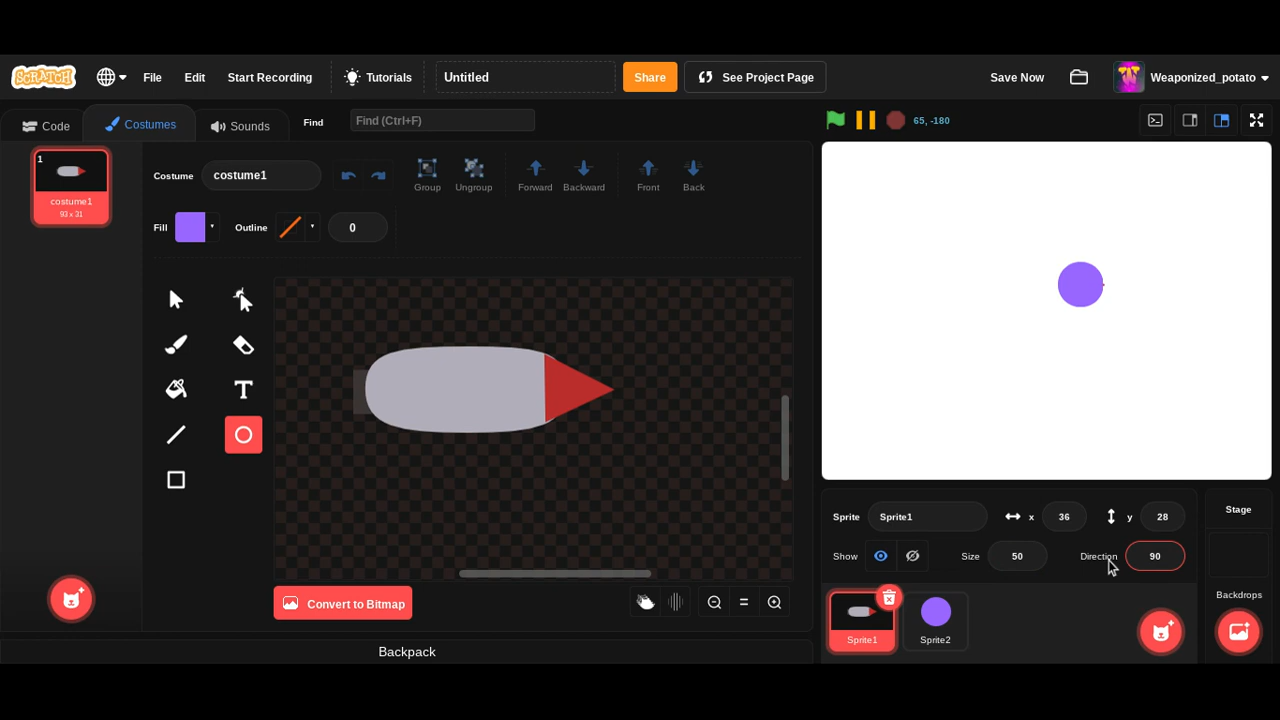 SCRATCH File Edit Start Recording Tutorials Untitled Share See Project Page Save Now Weaponized_potato
Code Costumes Sounds Find Find (Ctrl+F) 65, -180
1
costume1
93 x 31
Costume costume1 Group Ungroup Forward Backward Front Back
Fill Outline 0
Convert to Bitmap
Backpack
Sprite Sprite1 x 36 y 28
Show Size 50 Direction 90
Sprite1 Sprite2
Stage
Backdrops